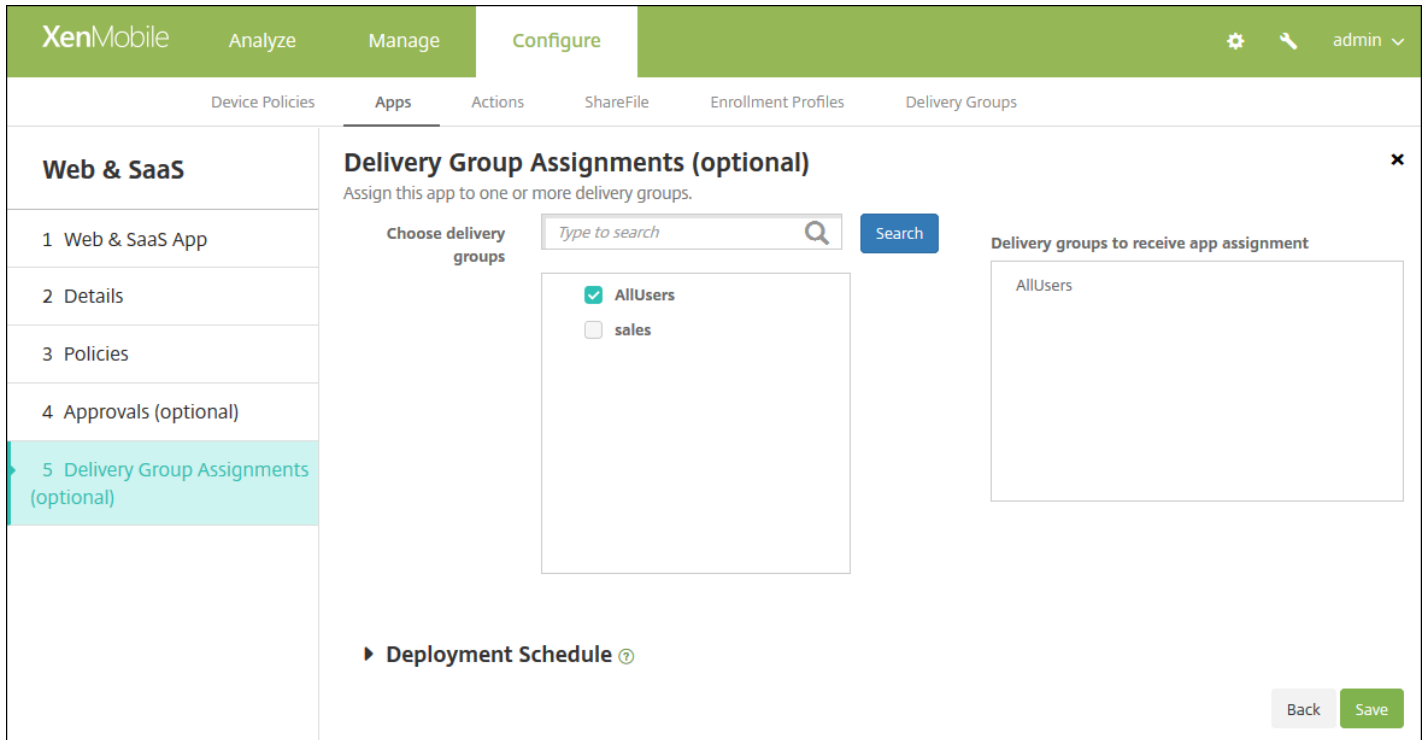 XenMobile Analyze Manage Configure admin
Device Policies Apps Actions ShareFile Enrollment Profiles Delivery Groups
Web & SaaS
1 Web & SaaS App
2 Details
3 Policies
4 Approvals (optional)
5 Delivery Group Assignments
(optional)
Delivery Group Assignments (optional)
Assign this app to one or more delivery groups.
Choose delivery
groups
Type to search
Search
AllUsers
sales
Delivery groups to receive app assignment
AllUsers
Deployment Schedule
Back Save